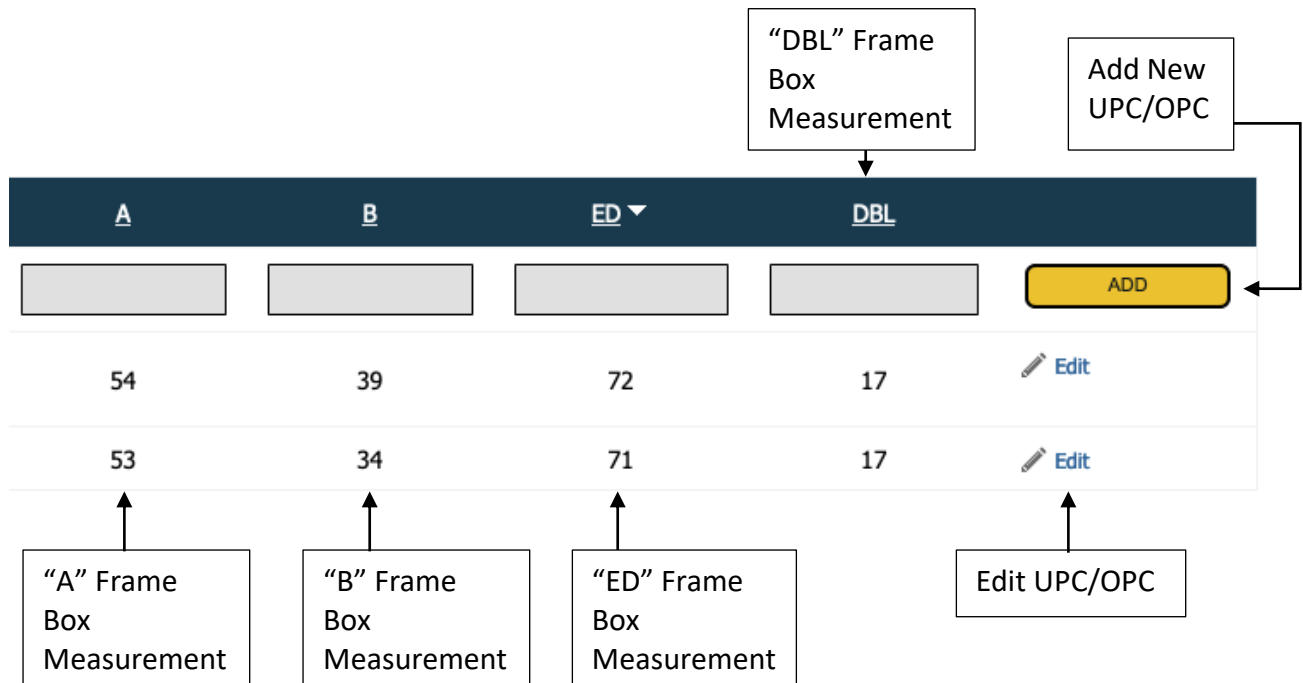 “DBL” Frame
Box
Measurement
Add New
UPC/OPC
A B ED DBL
ADD
54 39 72 17 Edit
53 34 71 17 Edit
“A” Frame
Box
Measurement
“B” Frame
Box
Measurement
“ED” Frame
Box
Measurement
Edit UPC/OPC